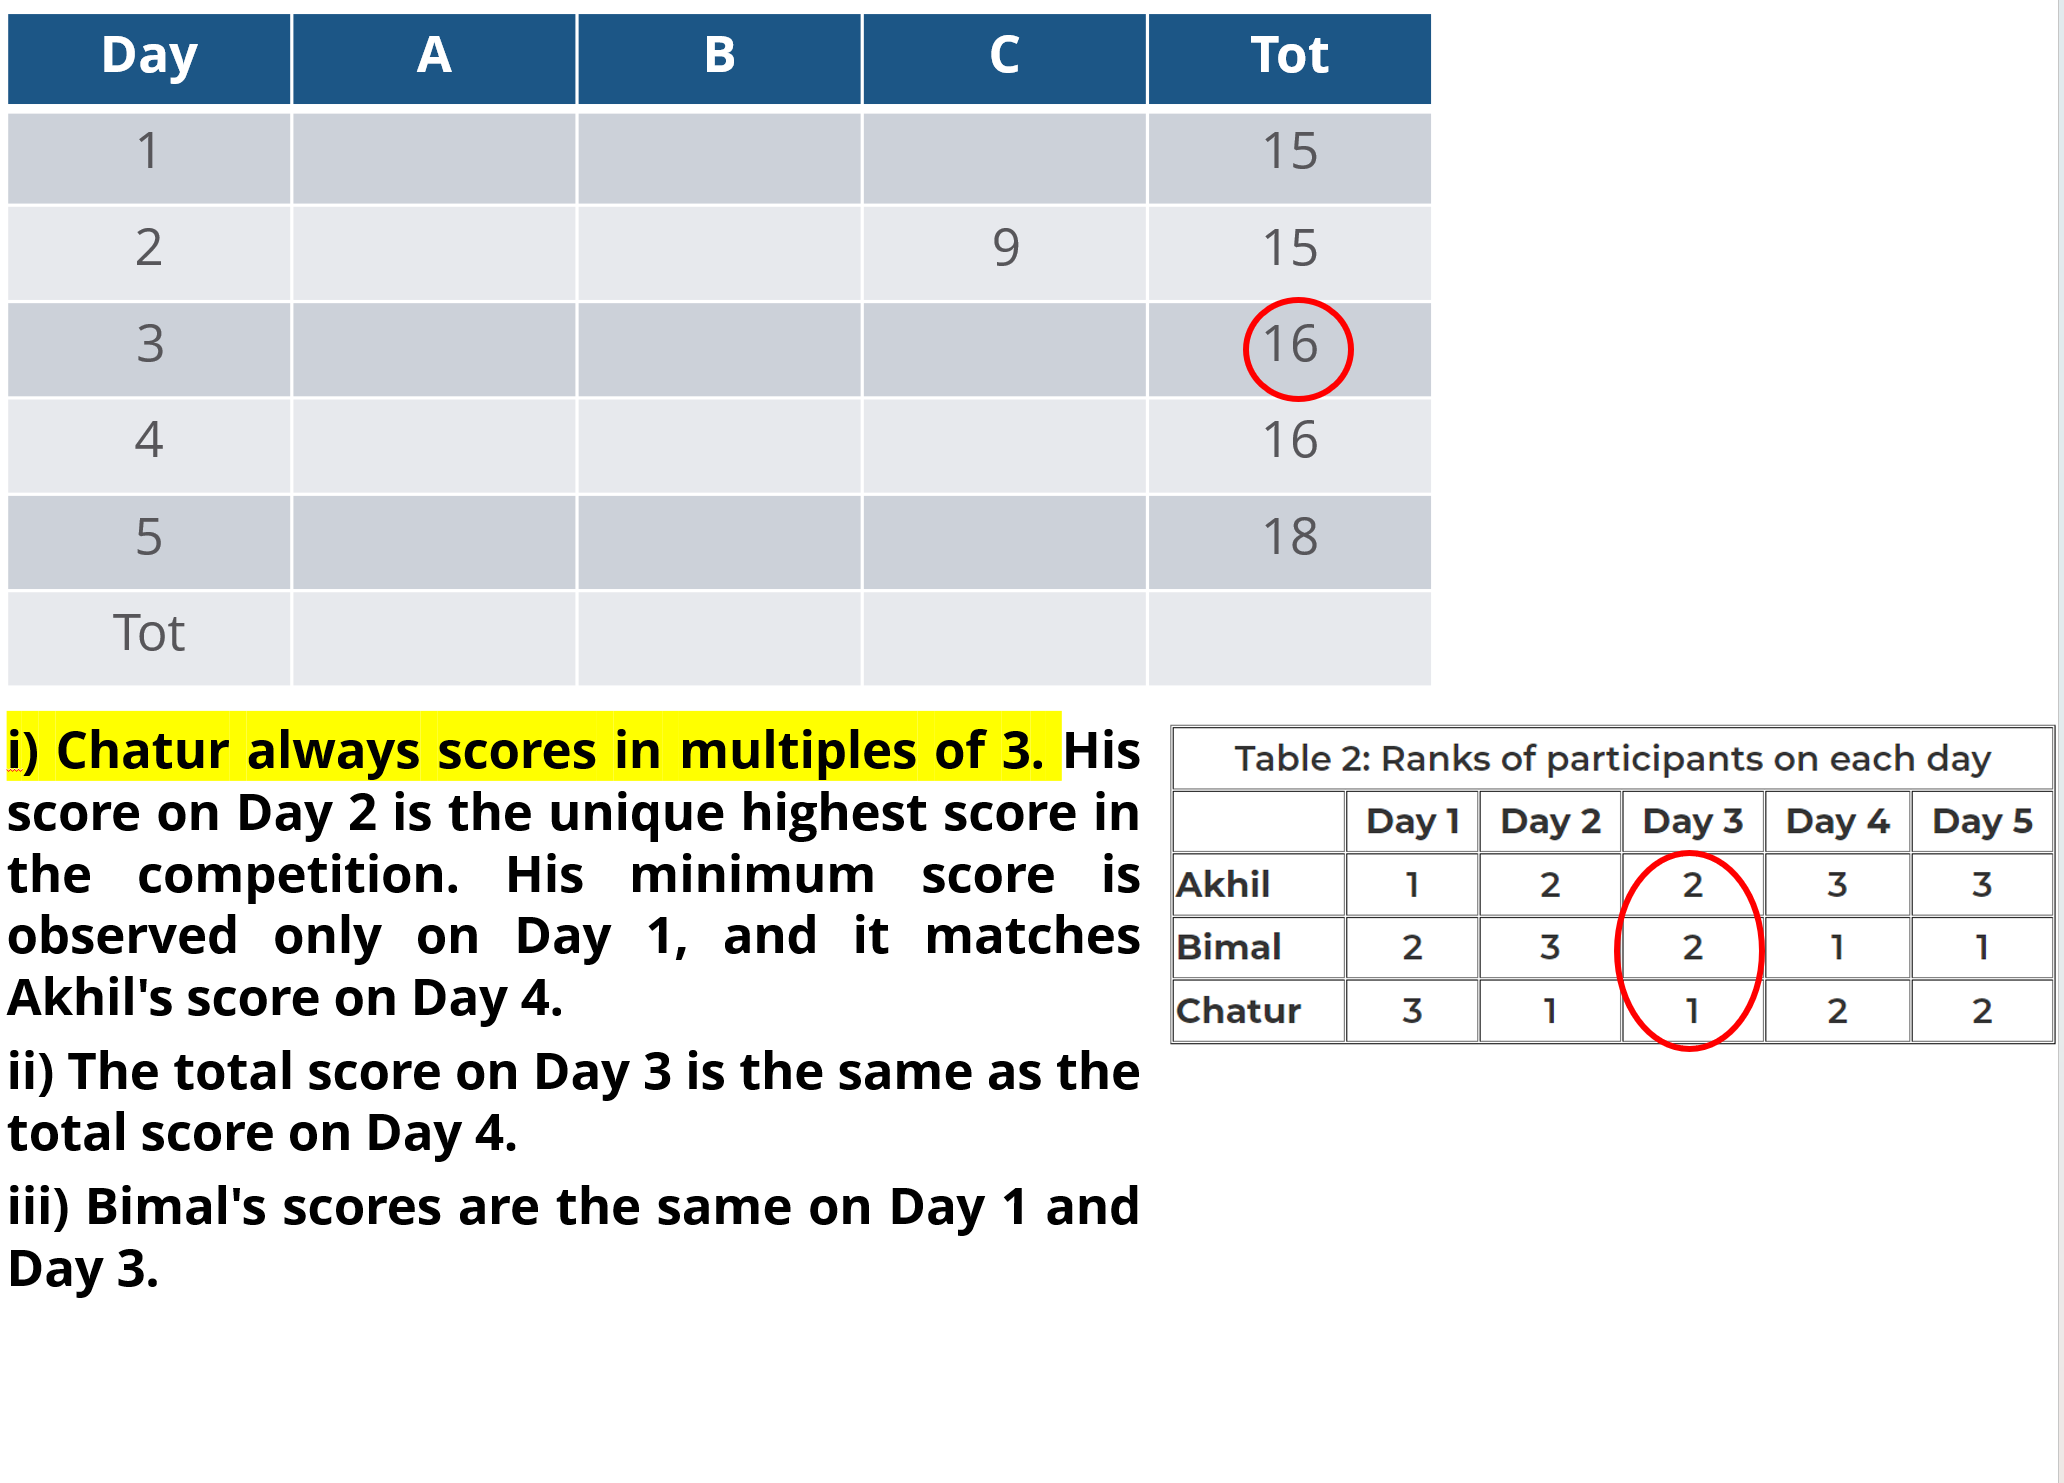 Day A B C Tot
1 15
2 9 15
3 16
4 16
5 18
Tot
i) Chatur always scores in multiples of 3. His
score on Day 2 is the unique highest score in
the competition. His minimum score is
observed only on Day 1, and it matches
Akhil's score on Day 4.
ii) The total score on Day 3 is the same as the
total score on Day 4.
iii) Bimal's scores are the same on Day 1 and
Day 3.
Table 2: Ranks of participants on each day
Day 1 Day 2 Day 3 Day 4 Day 5
Akhil 1 2 2 3 3
Bimal 2 3 2 1 1
Chatur 3 1 1 2 2